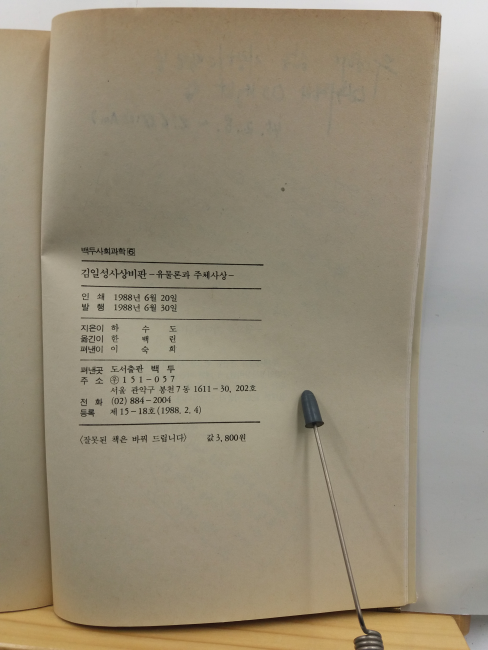 백두사회과학 ⑥
김일성사상비판 -유물론과 주체사상-
인 쇄 1988년 6월 20일
발 행 1988년 6월 30일
지은이 하 수 도
옮긴이 한 백 린
펴낸이 이 숙 희
펴낸곳 도서출판 백 두
주 소 ㉾ 151-057
서울 관악구 봉천7동 1611-30, 202호
전 화 (02) 884-2004
등록 제 15-18호 (1988. 2. 4)
〈잘못된 책은 바꿔 드립니다〉 값 3,800원